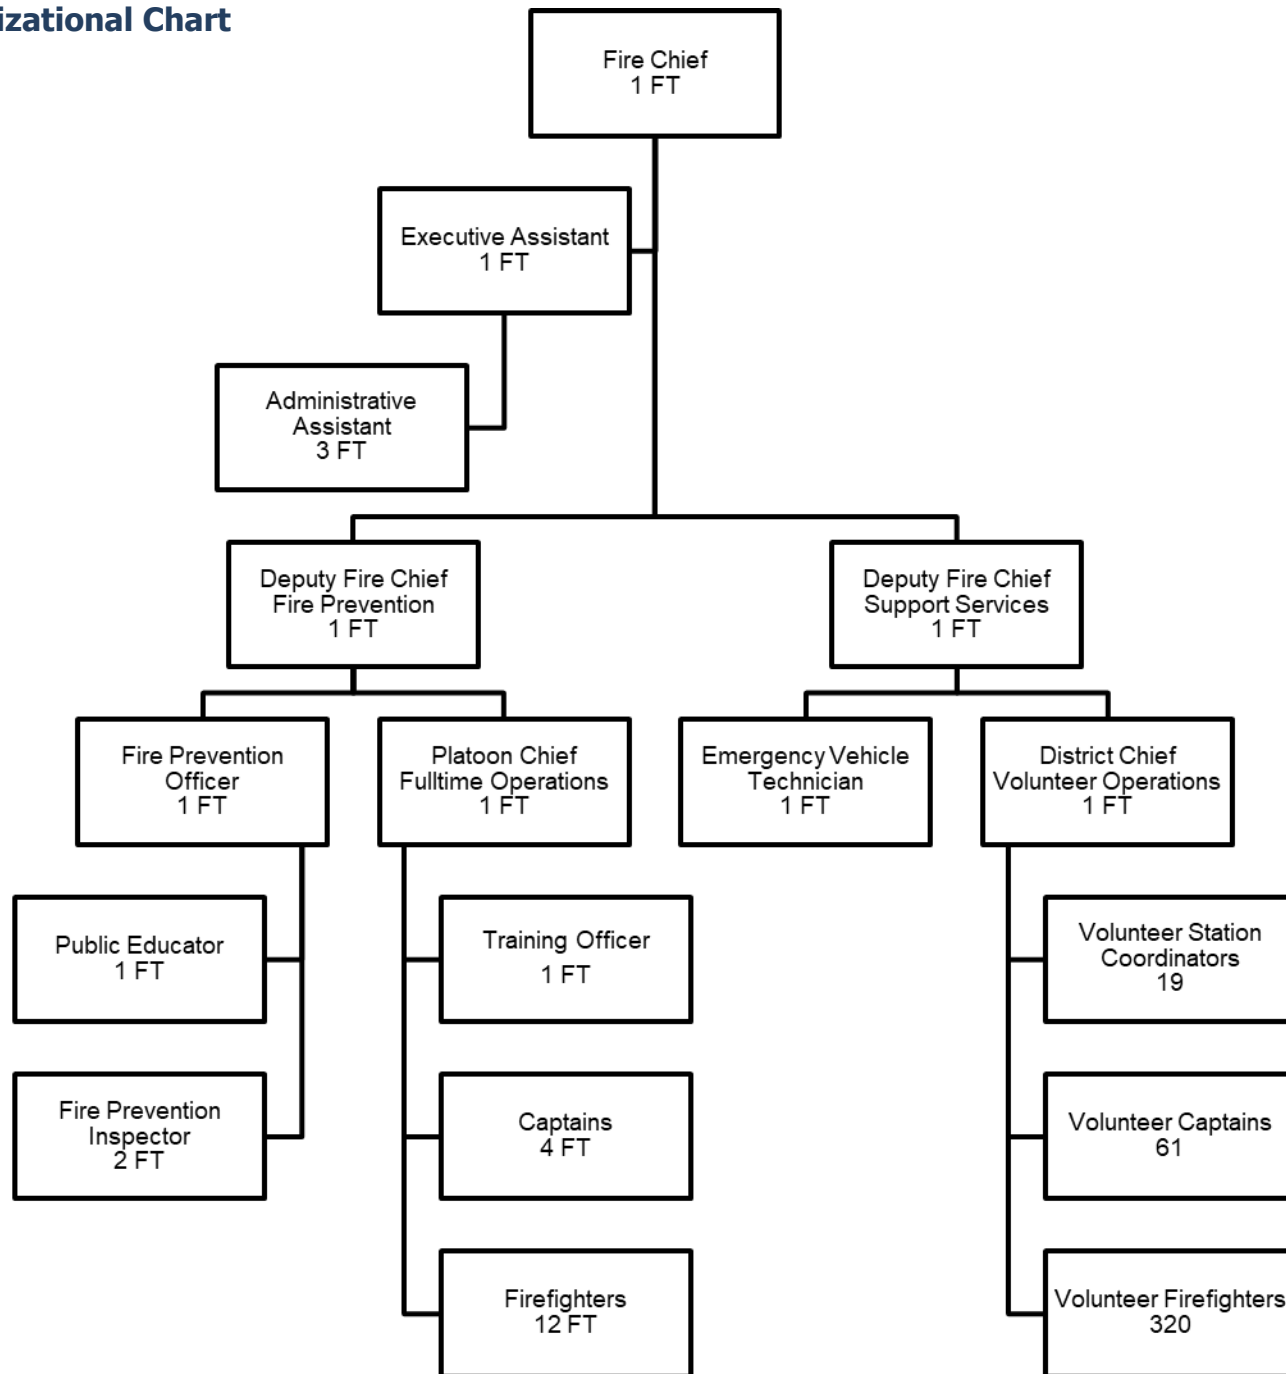 izational Chart
Fire Chief
1 FT
Executive Assistant
1 FT
Administrative
Assistant
3 FT
Deputy Fire Chief
Fire Prevention
1 FT
Deputy Fire Chief
Support Services
1 FT
Fire Prevention
Officer
1 FT
Platoon Chief
Fulltime Operations
1 FT
Emergency Vehicle
Technician
1 FT
District Chief
Volunteer Operations
1 FT
Public Educator
1 FT
Training Officer
1 FT
Volunteer Station
Coordinators
19
Fire Prevention
Inspector
2 FT
Captains
4 FT
Volunteer Captains
61
Firefighters
12 FT
Volunteer Firefighters
320